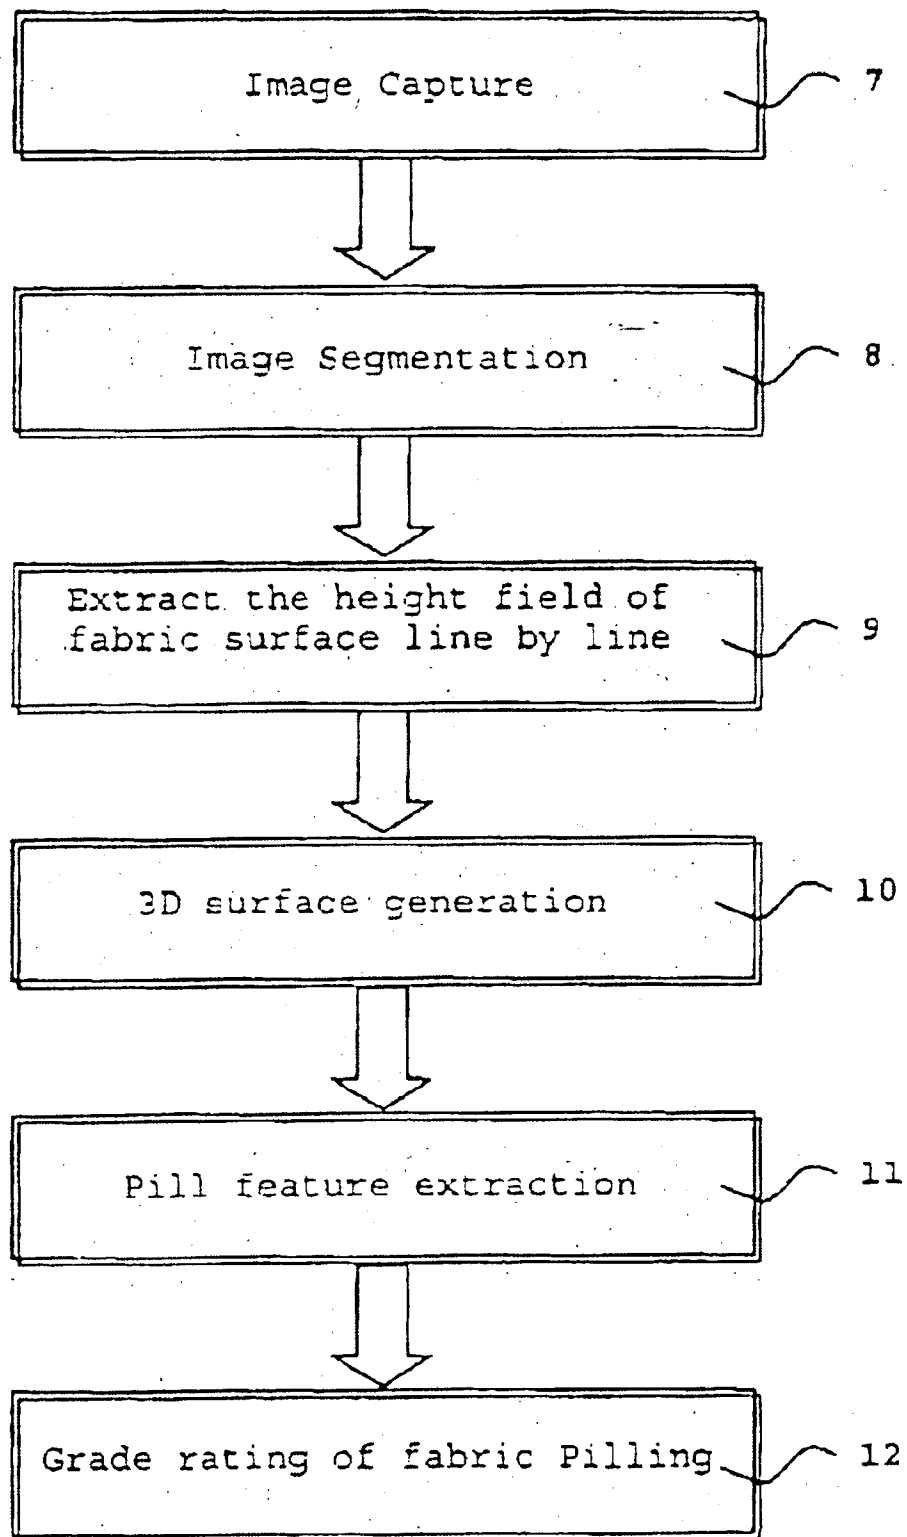 Image Capture
7
Image Segmentation
8
Extract the height field of
fabric surface line by line
9
3D surface generation
10
Pill feature extraction
11
Grade rating of fabric Pilling
12